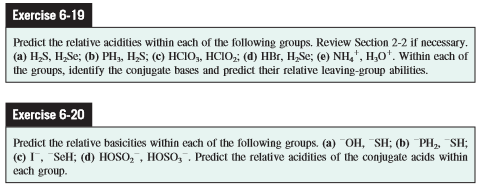 Exercise 6-19
Predict the relative acidities within each of the following groups. Review Section 2-2 if necessary.
(a) H₂S, H₂Se; (b) PH₃, H₂S; (c) HClO₃, HClO₂; (d) HBr, H₂Se; (e) NH₄⁺, H₃O⁺. Within each of
the groups, identify the conjugate bases and predict their relative leaving-group abilities.
Exercise 6-20
Predict the relative basicities within each of the following groups. (a) ⁻OH, ⁻SH; (b) ⁻PH₂, ⁻SH;
(c) I⁻, ⁻SeH; (d) HOSO₂⁻, HOSO₃⁻. Predict the relative acidities of the conjugate acids within
each group.